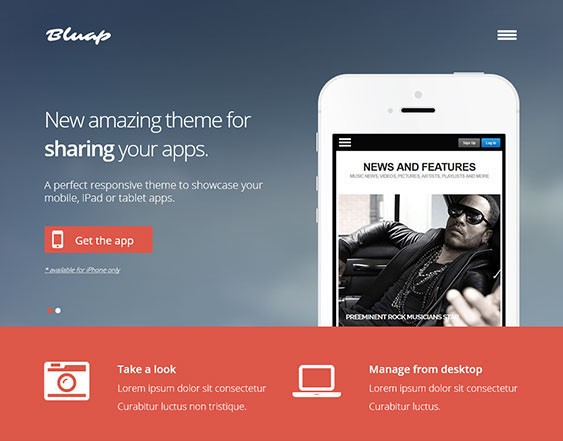 Bluap
New amazing theme for
sharing your apps.
A perfect responsive theme to showcase your
mobile, iPad or tablet apps.
Get the app
* available for iPhone only
Sign Up
Log in
NEWS AND FEATURES
MUSIC NEWS, VIDEOS, PICTURES, ARTISTS, PLAYLISTS AND MORE
PREEMINENT ROCK MUSICIANS STAR
Take a look
Lorem ipsum dolor sit consectetur
Curabitur luctus non tristique.
Manage from desktop
Lorem ipsum dolor sit consectetur
Curabitur luctus.